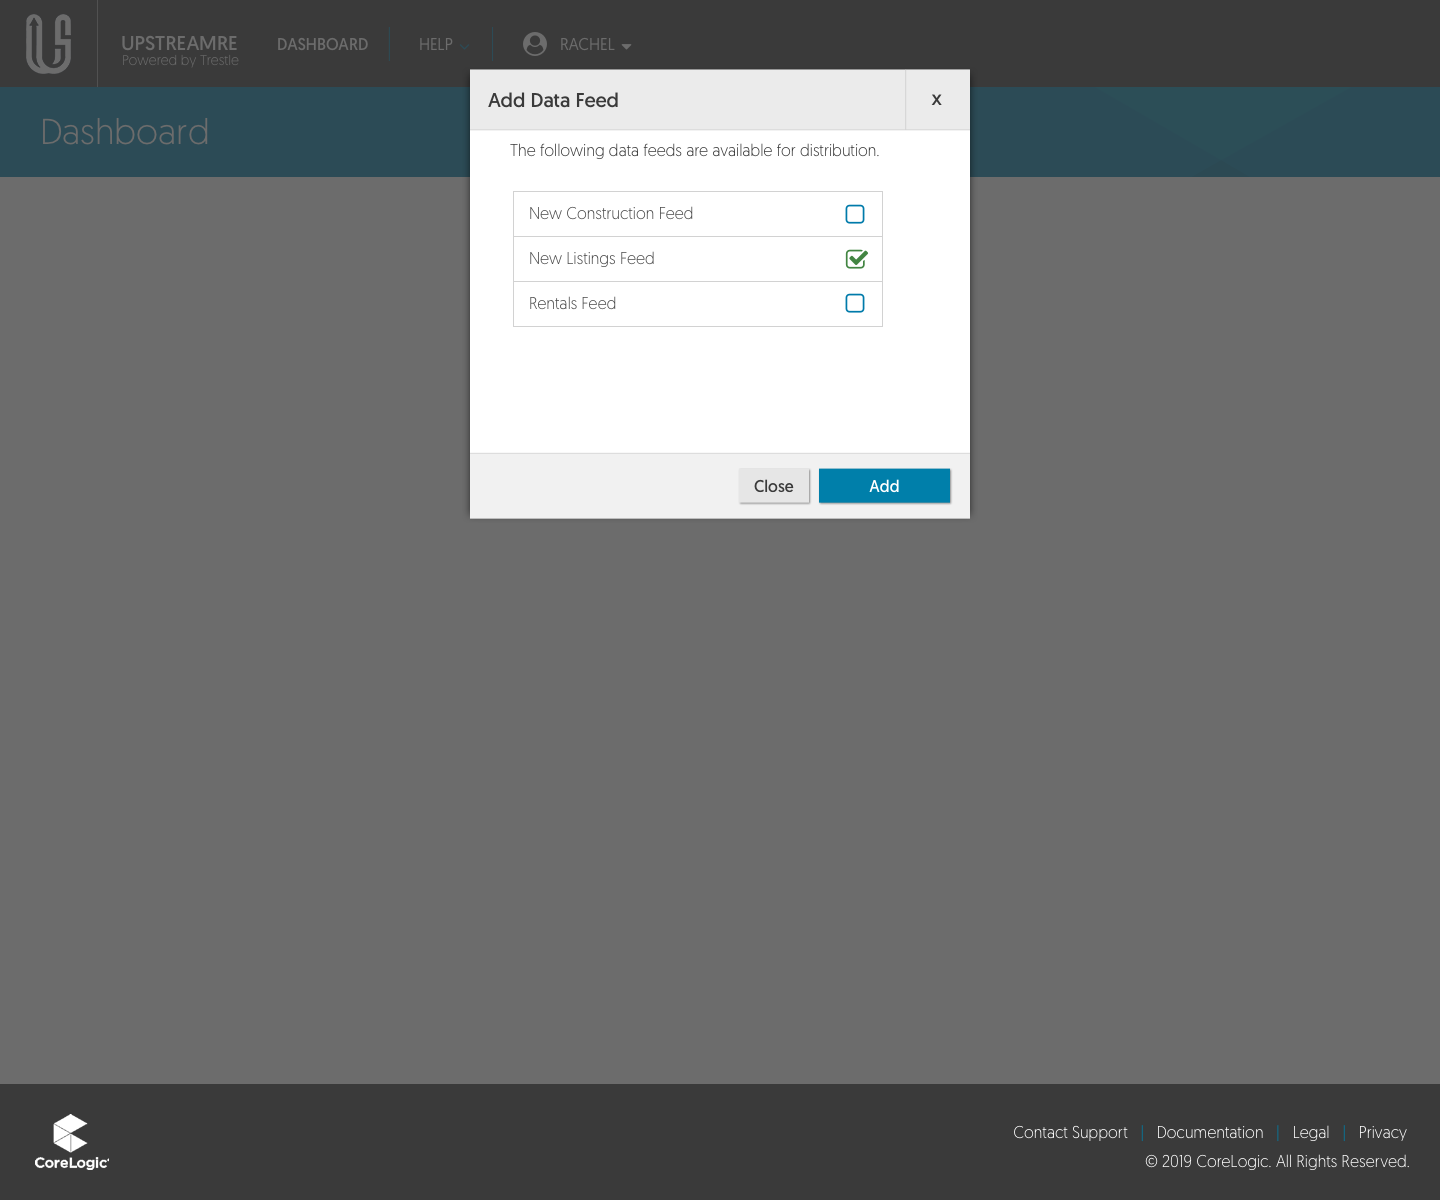 UPSTREAMRE
Powered by Trestle
DASHBOARD
HELP
RACHEL
Dashboard
Add Data Feed
x
The following data feeds are available for distribution.
New Construction Feed
New Listings Feed
Rentals Feed
Close
Add
CoreLogic
Contact Support | Documentation | Legal | Privacy
© 2019 CoreLogic. All Rights Reserved.